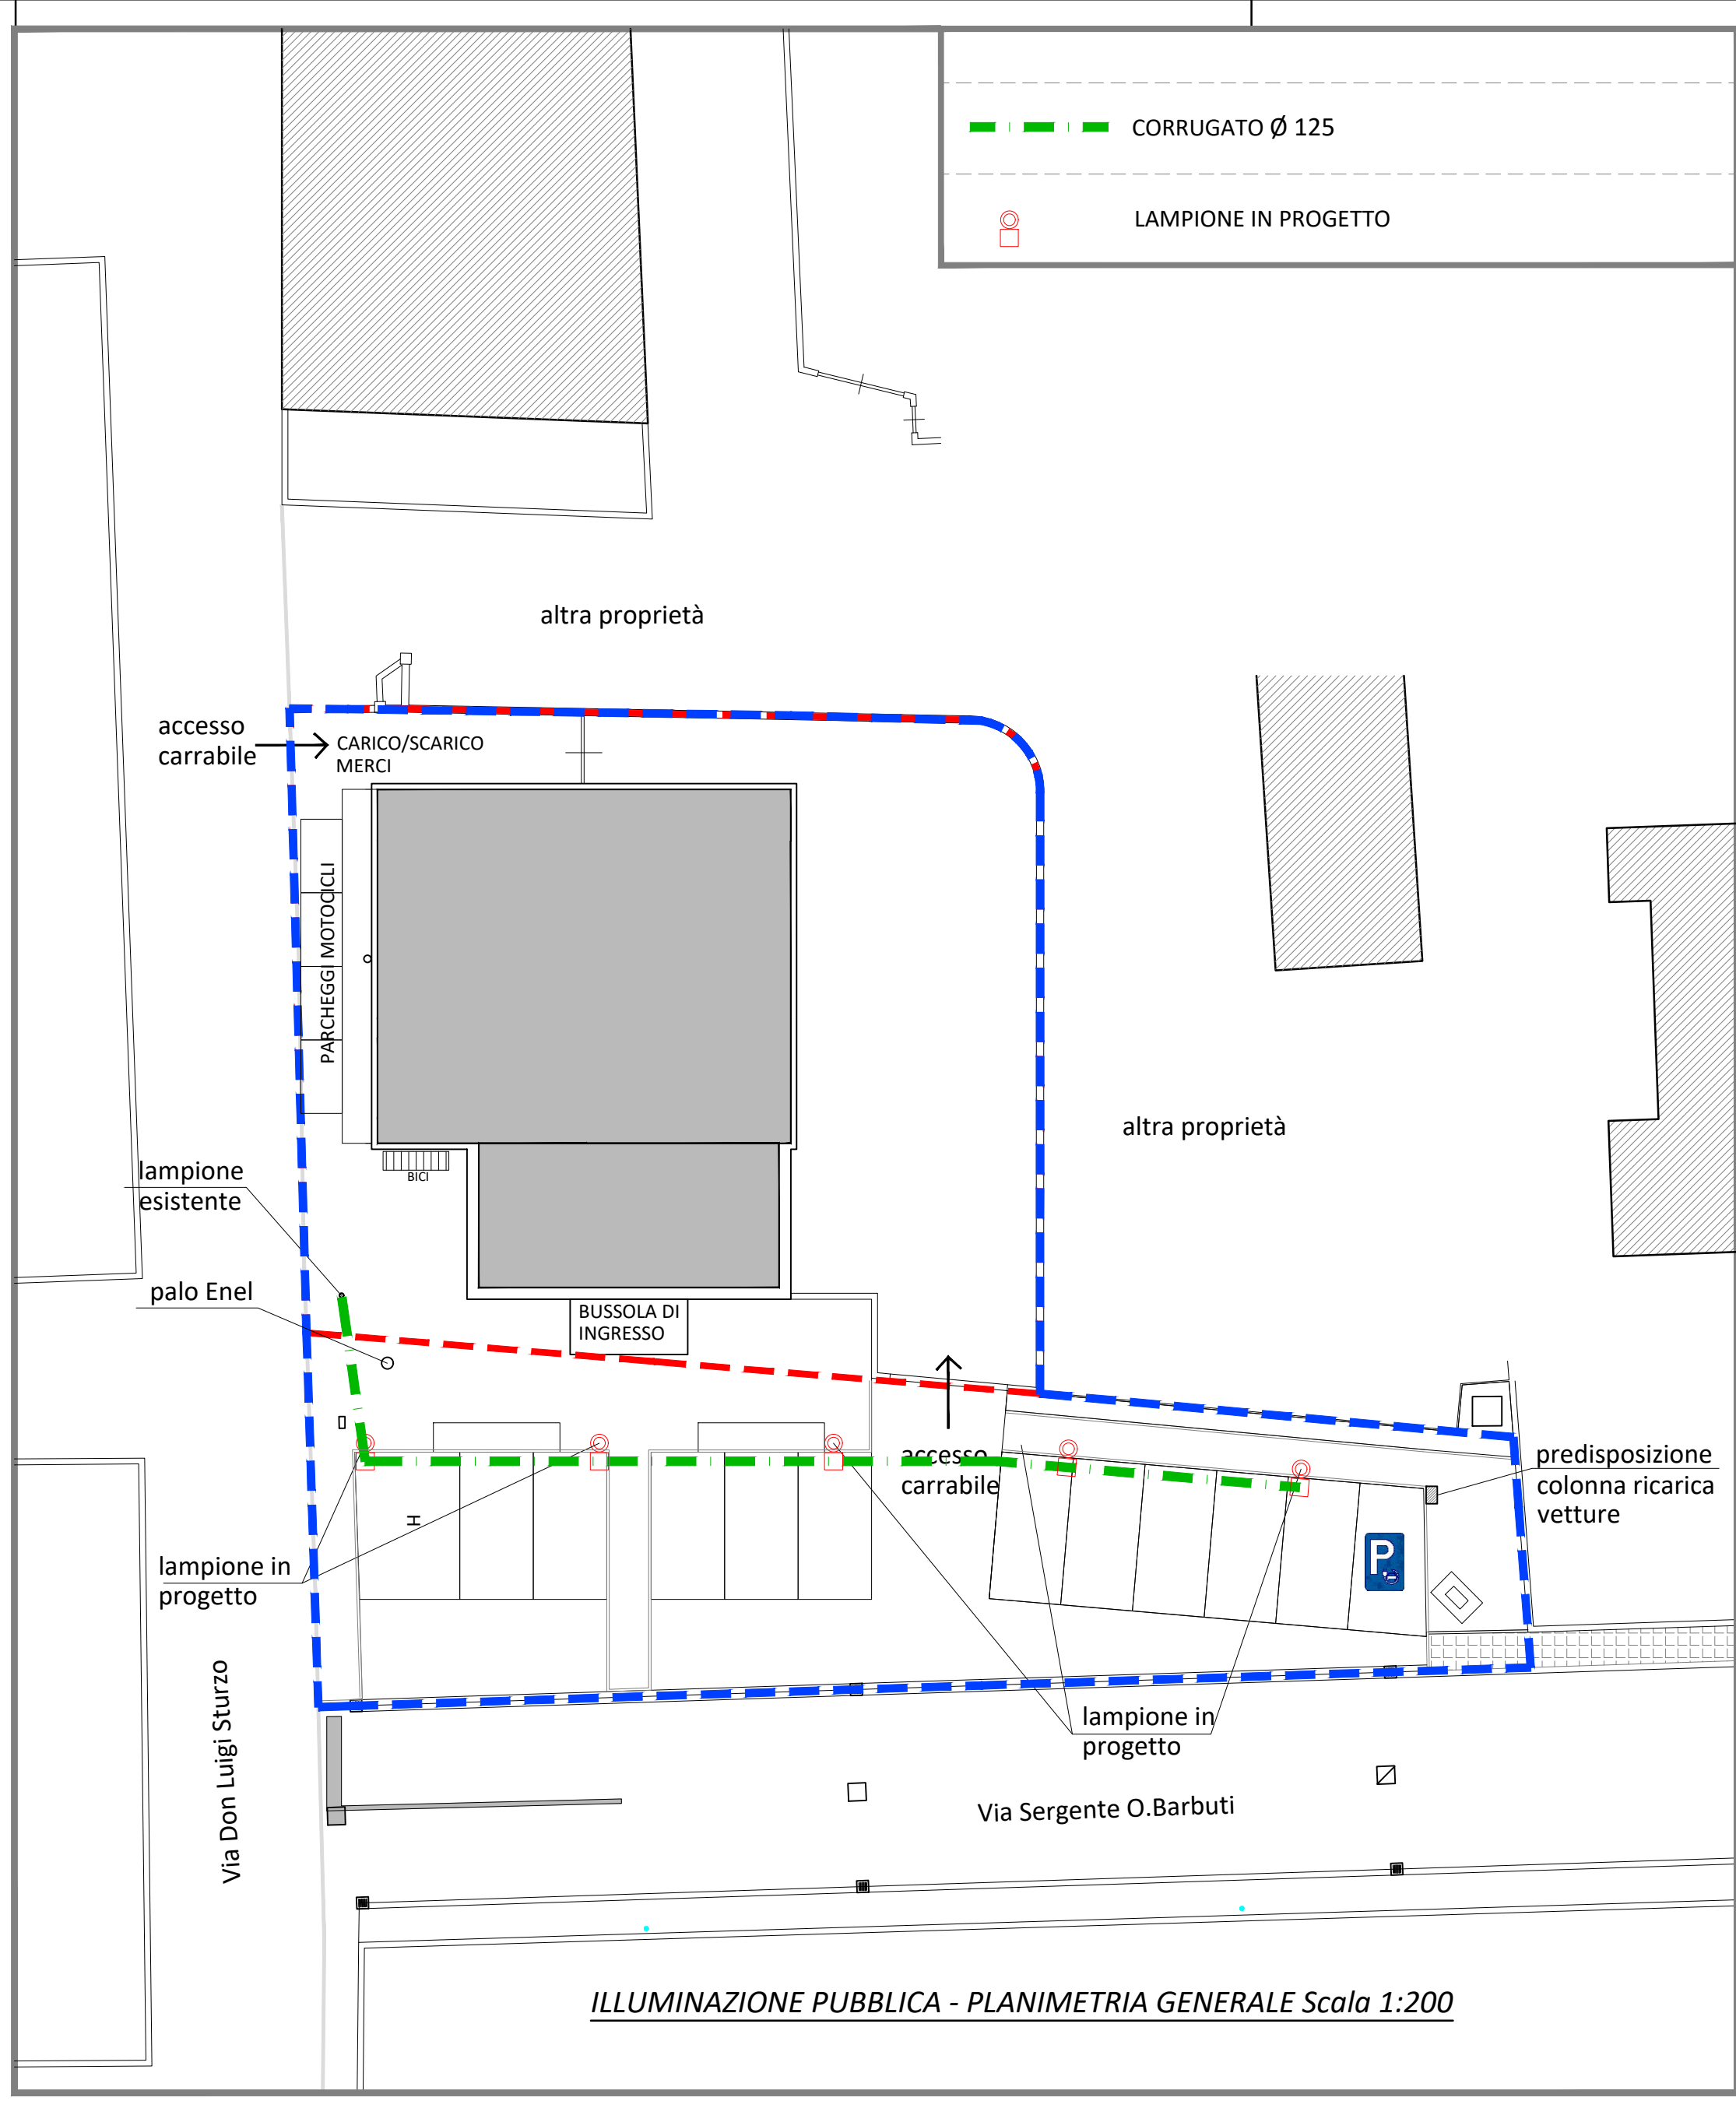 CORRUGATO Ø 125
LAMPIONE IN PROGETTO
altra proprietà
accesso
carrabile
CARICO/SCARICO
MERCI
PARCHEGGI MOTOCICLI
altra proprietà
lampione
esistente
BICI
palo Enel
BUSSOLA DI
INGRESSO
accesso
carrabile
predisposizione
colonna ricarica
vetture
H
P
lampione in
progetto
lampione in
progetto
Via Don Luigi Sturzo
Via Sergente O.Barbuti
ILLUMINAZIONE PUBBLICA - PLANIMETRIA GENERALE Scala 1:200